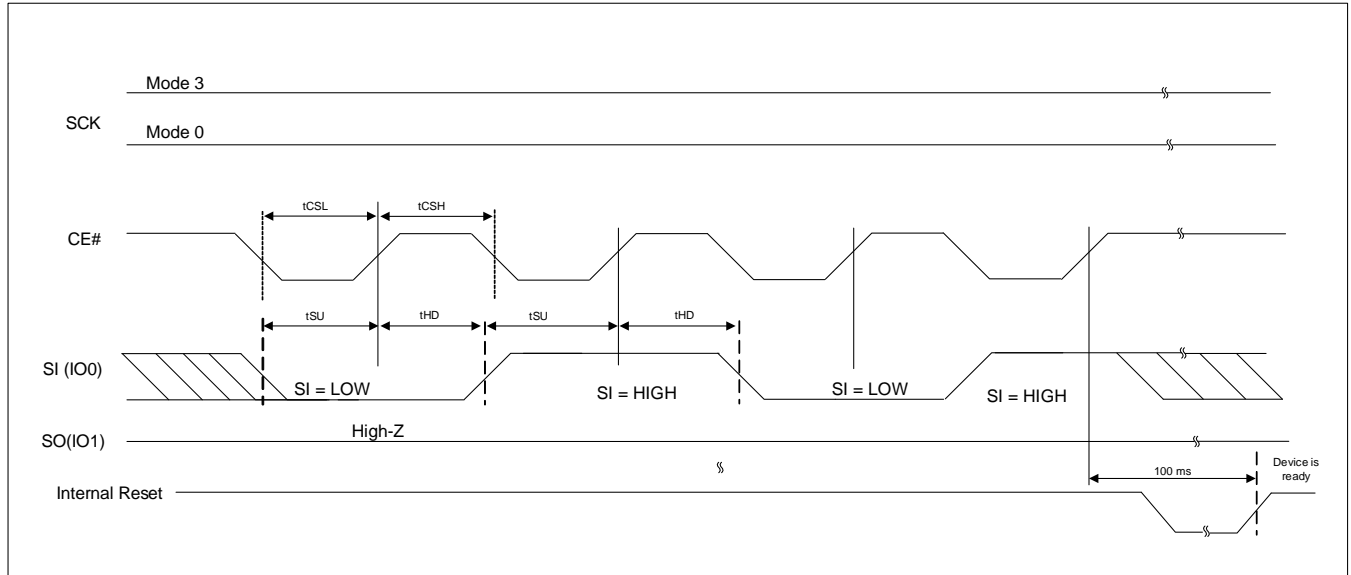 Mode 3
SCK
Mode 0
tCSL tCSH
CE#
tSU tHD tSU tHD
SI (IO0)
SI = LOW SI = HIGH SI = LOW SI = HIGH
High-Z
SO(IO1)
100 ms
Device is
ready
Internal Reset